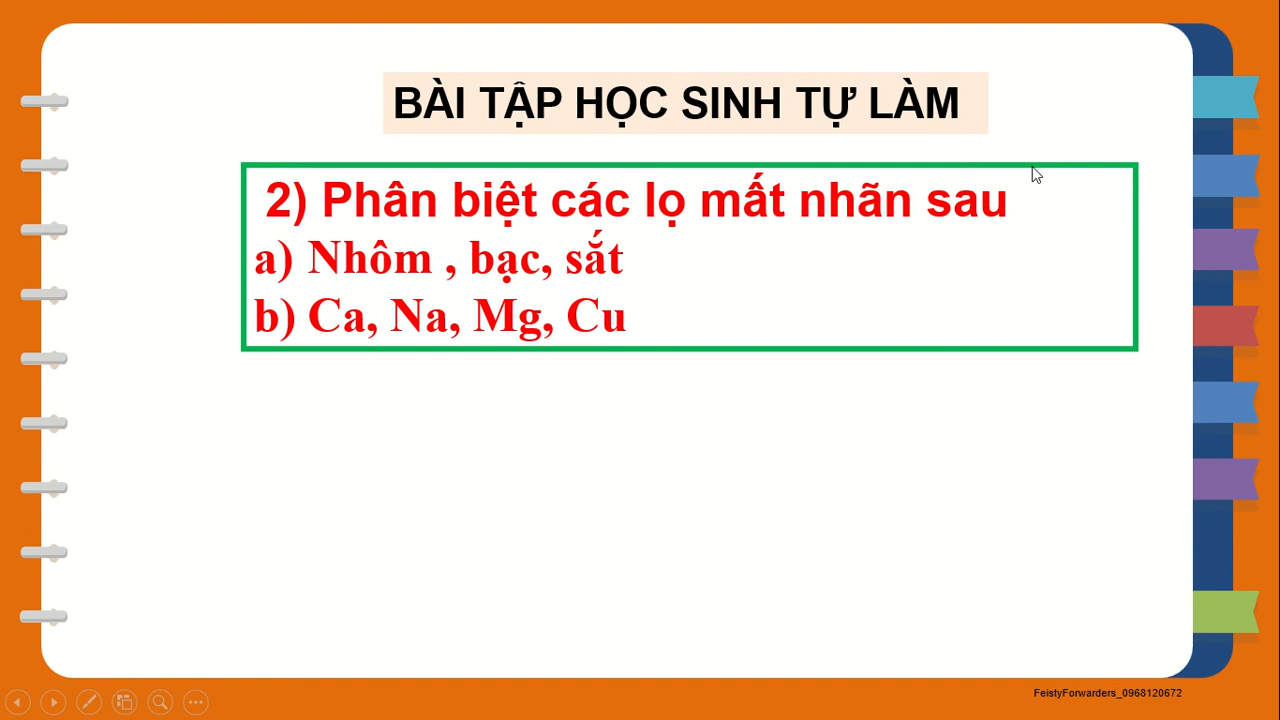 BÀI TẬP HỌC SINH TỰ LÀM
2) Phân biệt các lọ mất nhãn sau
a) Nhôm , bạc, sắt
b) Ca, Na, Mg, Cu
FeistyForwarders_0968120672